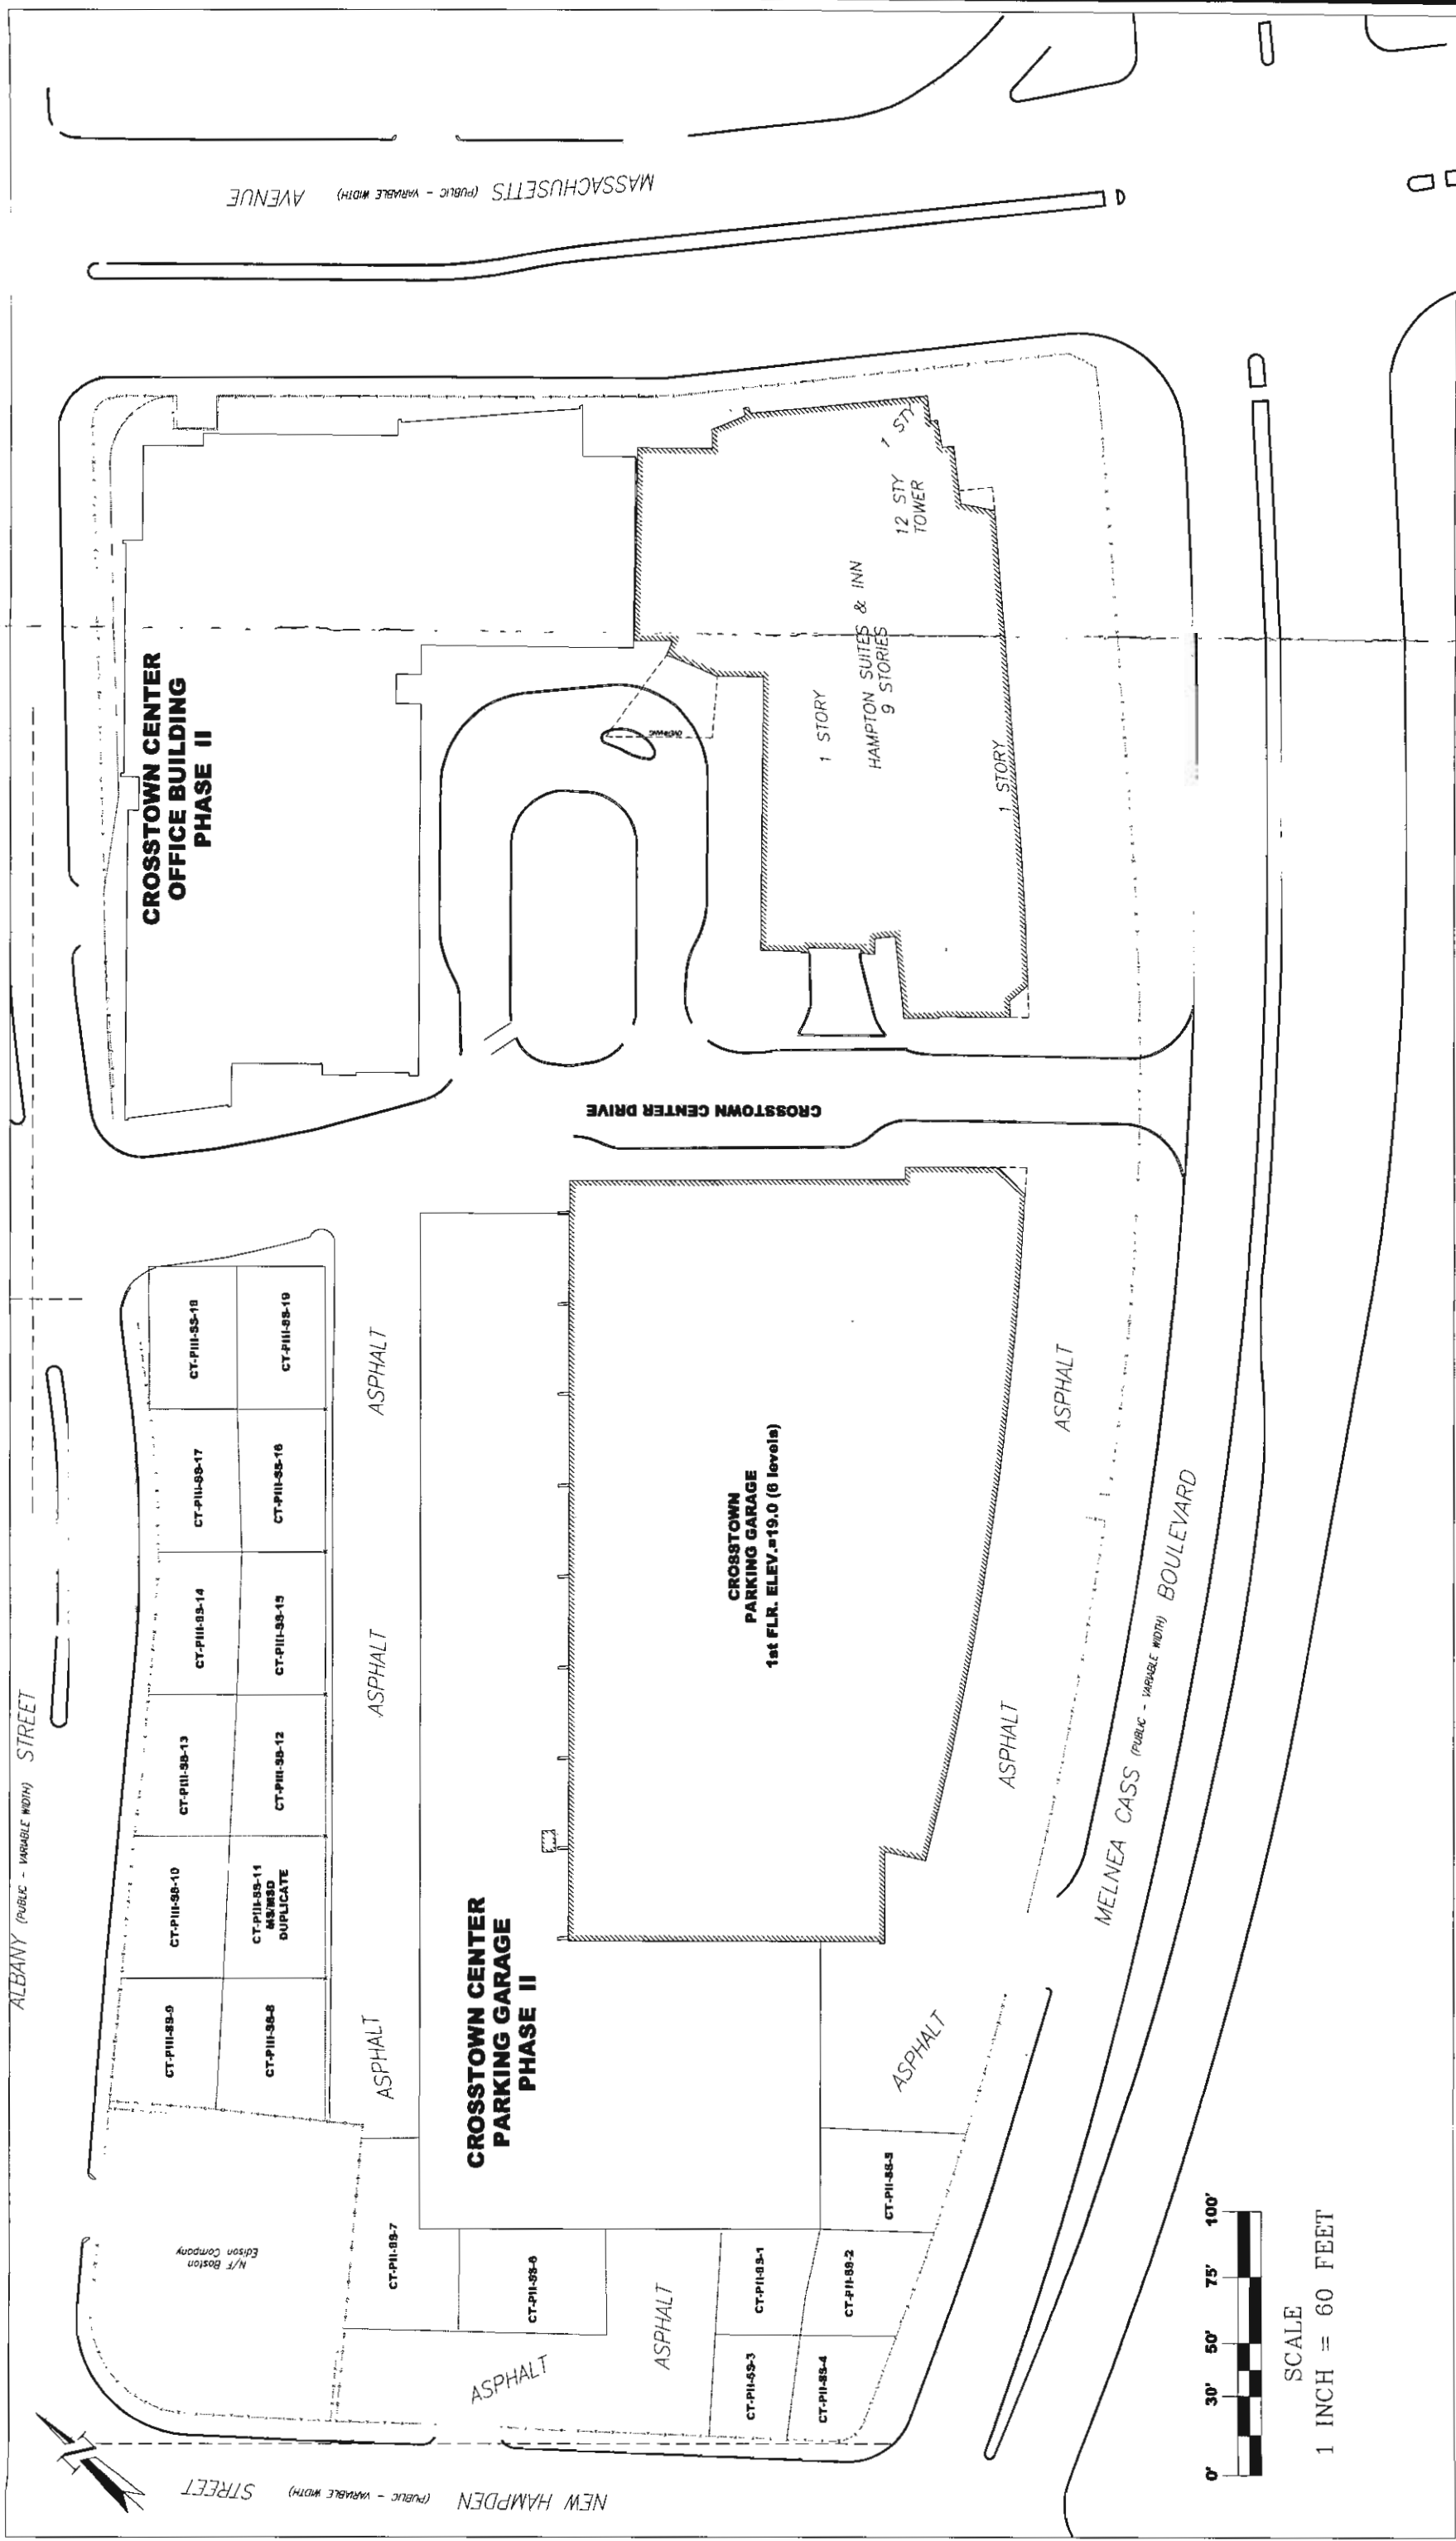 MASSACHUSETTS (PUBLIC - VARIABLE WIDTH) AVENUE
D
CROSSTOWN CENTER
OFFICE BUILDING
PHASE II
1 STY
12 STY
TOWER
HAMPTON SUITES & INN
9 STORIES
1 STORY
1 STORY
OVERHANG
CROSSTOWN CENTER DRIVE
ALBANY (PUBLIC - VARIABLE WIDTH) STREET
CT-PIII-SS-18
CT-PIII-SS-19
CT-PIII-SS-17
CT-PIII-SS-16
CT-PIII-SS-14
CT-PIII-SS-15
CT-PIII-SS-13
CT-PIII-SS-12
CT-PIII-SS-10
CT-PIII-SS-11
MS/MSD
DUPLICATE
CT-PIII-SS-9
CT-PIII-SS-8
ASPHALT
ASPHALT
ASPHALT
CROSSTOWN
PARKING GARAGE
1st FLR. ELEV.=19.0 (6 levels)
ASPHALT
ASPHALT
ASPHALT
MELNEA CASS (PUBLIC - VARIABLE WIDTH) BOULEVARD
CROSSTOWN CENTER
PARKING GARAGE
PHASE II
N/F Boston
Edison Company
CT-PII-SS-7
CT-PII-SS-6
CT-PII-SS-5
CT-PII-SS-1
CT-PII-SS-2
CT-PII-SS-3
CT-PII-SS-4
ASPHALT
ASPHALT
NEW HAMPDEN (PUBLIC - VARIABLE WIDTH) STREET
0' 30' 50' 75' 100'
SCALE
1 INCH = 60 FEET